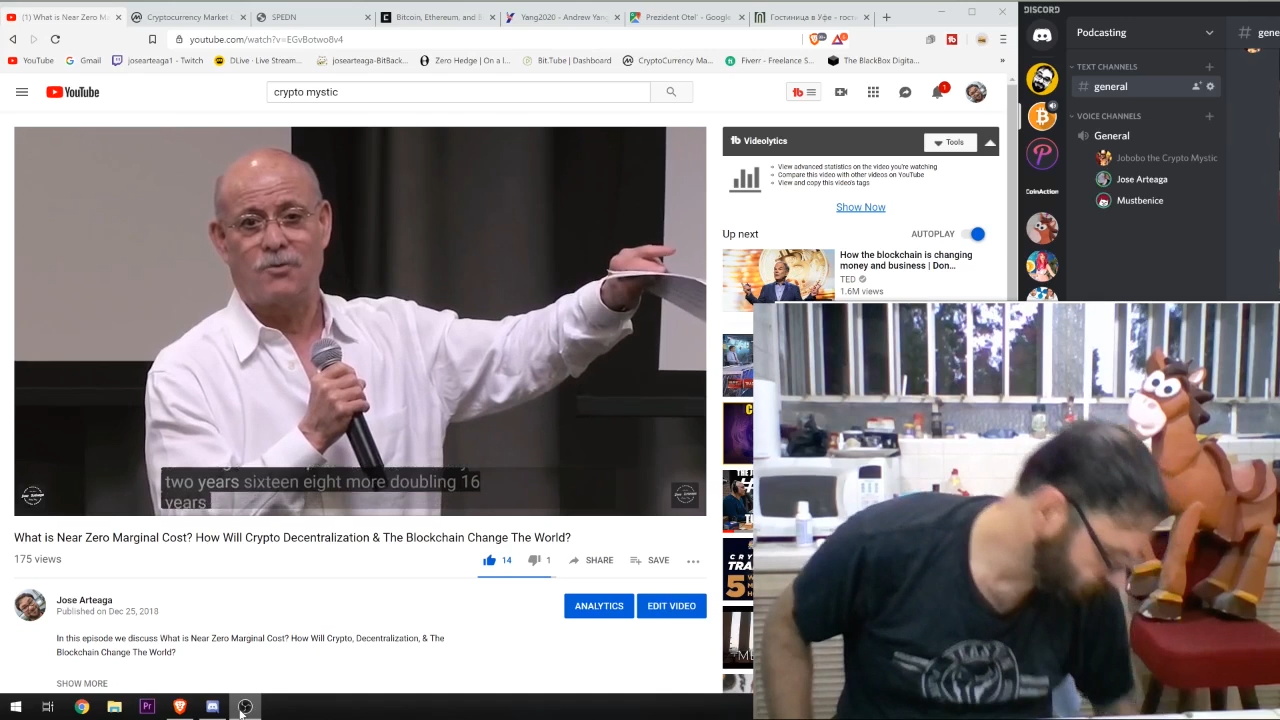 (1) What is Near Zero Ma
Cryptocurrency Market
SPEDN
Bitcoin, Ethereum, and B
Yang2020 - Andrew Yang
Prezident Otel' - Google
Гостиница в Уфе - гост
youtube.com/watch?v=EGvBotwo8v4
YouTube
Gmail
josearteaga1 - Twitch
DLive · Live Stream...
josearteaga-BitBack...
Zero Hedge | On a l...
BitTube | Dashboard
CryptoCurrency Ma...
Fiverr - Freelance S...
The BlackBox Digita...
YouTube
crypto mystic
1
Videolytics
Tools
View advanced statistics on the video you're watching
Compare this video with other videos on YouTube
View and copy this video's tags
Show Now
Up next
AUTOPLAY
How the blockchain is changing
money and business | Don...
TED
1.6M views
two years sixteen eight more doubling 16
years
What is Near Zero Marginal Cost? How Will Crypto Decentralization & The Blockchain Change The World?
175 views
14
1
SHARE
SAVE
Jose Arteaga
Published on Dec 25, 2018
ANALYTICS
EDIT VIDEO
In this episode we discuss What is Near Zero Marginal Cost? How Will Crypto, Decentralization, & The
Blockchain Change The World?
SHOW MORE
DISCORD
Podcasting
# gene
TEXT CHANNELS
# general
VOICE CHANNELS
General
Jobobo the Crypto Mystic
Jose Arteaga
Mustbenice
CoinAction